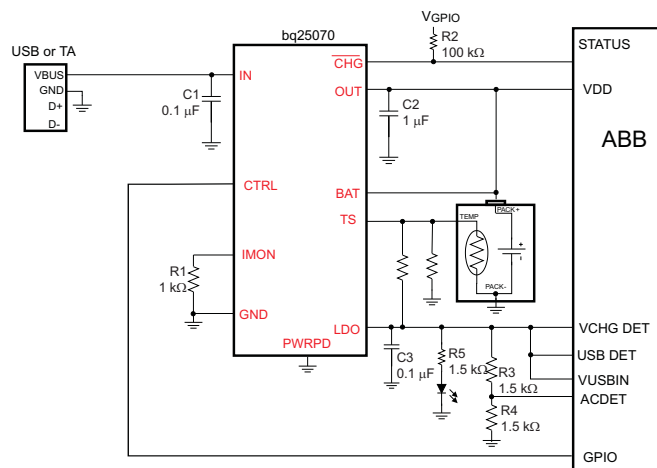 bq25070
VGPIO
R2
100 kΩ
USB or TA
VBUS
GND
D+
D-
IN
C1
0.1 μF
CHG
OUT
C2
1 μF
STATUS
VDD
ABB
CTRL
BAT
TS
TEMP
PACK+
+
-
PACK-
IMON
R1
1 kΩ
GND
LDO
PWRPD
C3
0.1 μF
R5
1.5 kΩ
R3
1.5 kΩ
R4
1.5 kΩ
VCHG DET
USB DET
VUSBIN
ACDET
GPIO